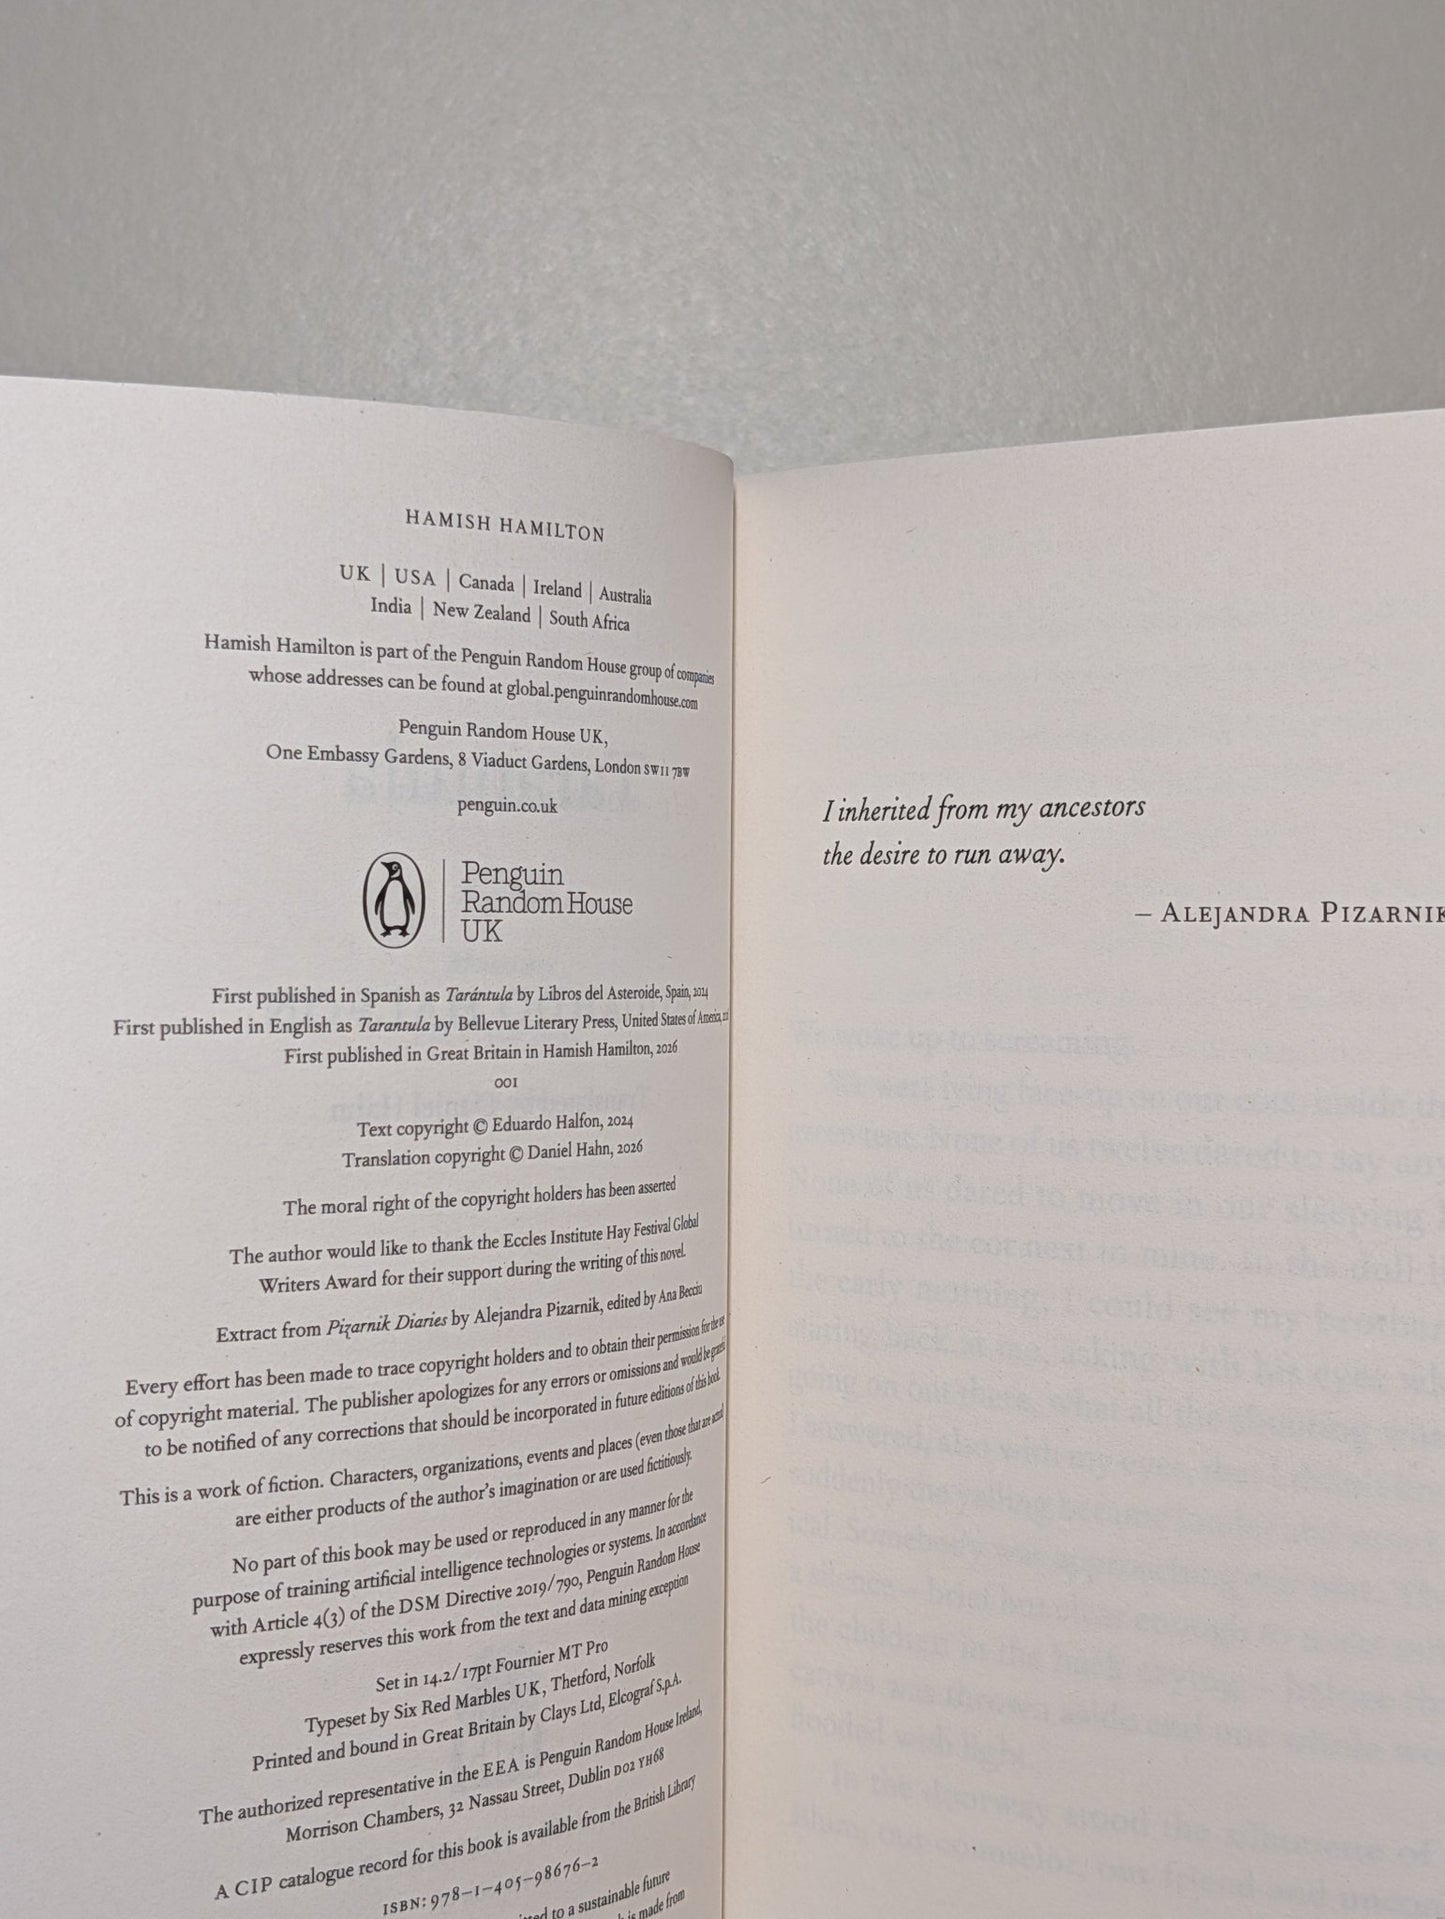 HAMISH HAMILTON
UK | USA | Canada | Ireland | Australia
India | New Zealand | South Africa
Hamish Hamilton is part of the Penguin Random House group of companies
whose addresses can be found at global.penguinrandomhouse.com
Penguin Random House UK,
One Embassy Gardens, 8 Viaduct Gardens, London SW11 7BW
penguin.co.uk
Penguin
Random House
UK
First published in Spanish as Tarántula by Libros del Asteroide, Spain, 2024
First published in English as Tarantula by Bellevue Literary Press, United States of America,
First published in Great Britain in Hamish Hamilton, 2026
001
Text copyright © Eduardo Halfon, 2024
Translation copyright © Daniel Hahn, 2026
The moral right of the copyright holders has been asserted
The author would like to thank the Eccles Institute Hay Festival Global
Writers Award for their support during the writing of this novel.
Extract from Pizarnik Diaries by Alejandra Pizarnik, edited by Ana Becciu
Every effort has been made to trace copyright holders and to obtain their permission for the use
of copyright material. The publisher apologizes for any errors or omissions and would be
to be notified of any corrections that should be incorporated in future editions of this book.
This is a work of fiction. Characters, organizations, events and places (even those that are actual
are either products of the author's imagination or are used fictitiously.
No part of this book may be used or reproduced in any manner for the
purpose of training artificial intelligence technologies or systems. In accordance
with Article 4(3) of the DSM Directive 2019/790, Penguin Random House
expressly reserves this work from the text and data mining exception
Set in 14.2/17pt Fournier MT Pro
Typeset by Six Red Marbles UK, Thetford, Norfolk
Printed and bound in Great Britain by Clays Ltd, Elcograf S.p.A.
The authorized representative in the EEA is Penguin Random House Ireland,
Morrison Chambers, 32 Nassau Street, Dublin D02 YH68
A CIP catalogue record for this book is available from the British Library
ISBN: 978-1-405-98676-2
to a sustainable future
is made from
I inherited from my ancestors
the desire to run away.
– ALEJANDRA PIZARNIK